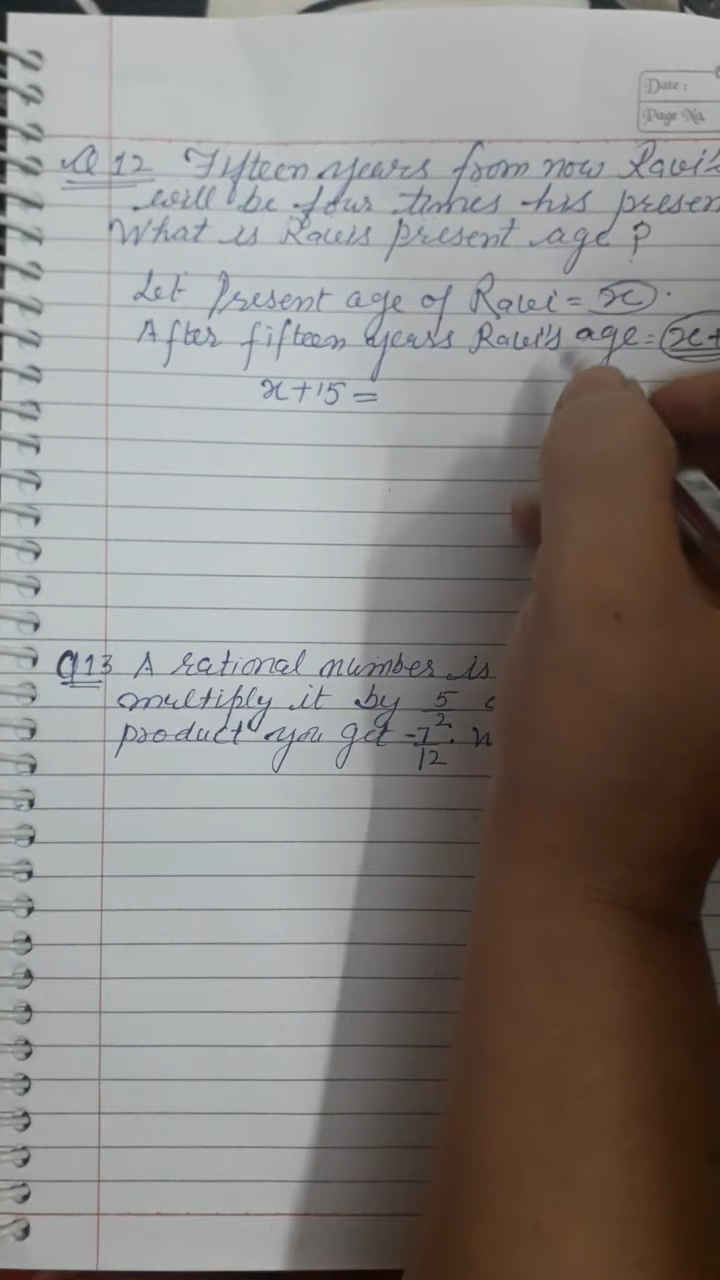 Date:
Page No.
Q 12 Fifteen years from now Ravi's
will be four times his presen
What is Ravis present age?
Let Present age of Ravi = x.
After fifteen years Ravi's age = x+
x+15 =
Q13 A rational number is
multiply it by 5/2
product you get -7/12.